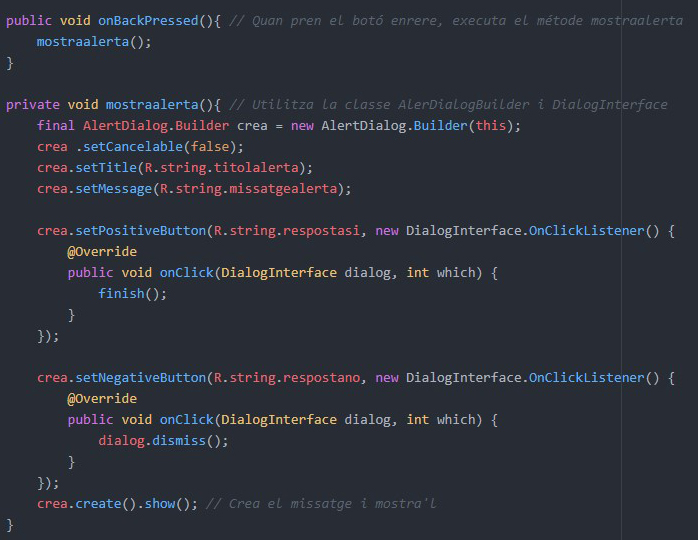 public void onBackPressed(){ // Quan pren el botó enrere, executa el métode mostraalerta
    mostraalerta();
}

private void mostraalerta(){ // Utilitza la classe AlerDialogBuilder i DialogInterface
    final AlertDialog.Builder crea = new AlertDialog.Builder(this);
    crea .setCancelable(false);
    crea.setTitle(R.string.titolalerta);
    crea.setMessage(R.string.missatgealerta);

    crea.setPositiveButton(R.string.respostasi, new DialogInterface.OnClickListener() {
        @Override
        public void onClick(DialogInterface dialog, int which) {
            finish();
        }
    });

    crea.setNegativeButton(R.string.respostano, new DialogInterface.OnClickListener() {
        @Override
        public void onClick(DialogInterface dialog, int which) {
            dialog.dismiss();
        }
    });
    crea.create().show(); // Crea el missatge i mostra'l
}